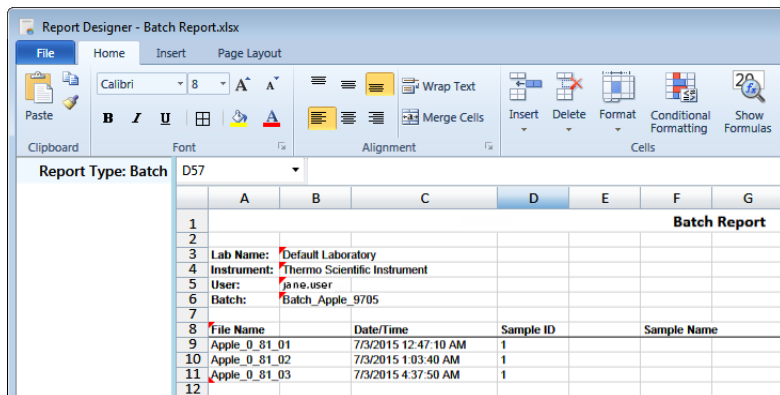 Report Designer - Batch Report.xlsx
File Home Insert Page Layout
Paste
Calibri 8 A A
B I U A
Wrap Text
Merge Cells
Insert Delete Format Conditional Formatting Show Formulas
Clipboard Font Alignment Cells
Report Type: Batch D57
A B C D E F G
1 Batch Report
2
3 Lab Name: Default Laboratory
4 Instrument: Thermo Scientific Instrument
5 User: jane.user
6 Batch: Batch_Apple_9705
7
8 File Name Date/Time Sample ID Sample Name
9 Apple_0_81_01 7/3/2015 12:47:10 AM 1
10 Apple_0_81_02 7/3/2015 1:03:40 AM 1
11 Apple_0_81_03 7/3/2015 4:37:50 AM 1
12